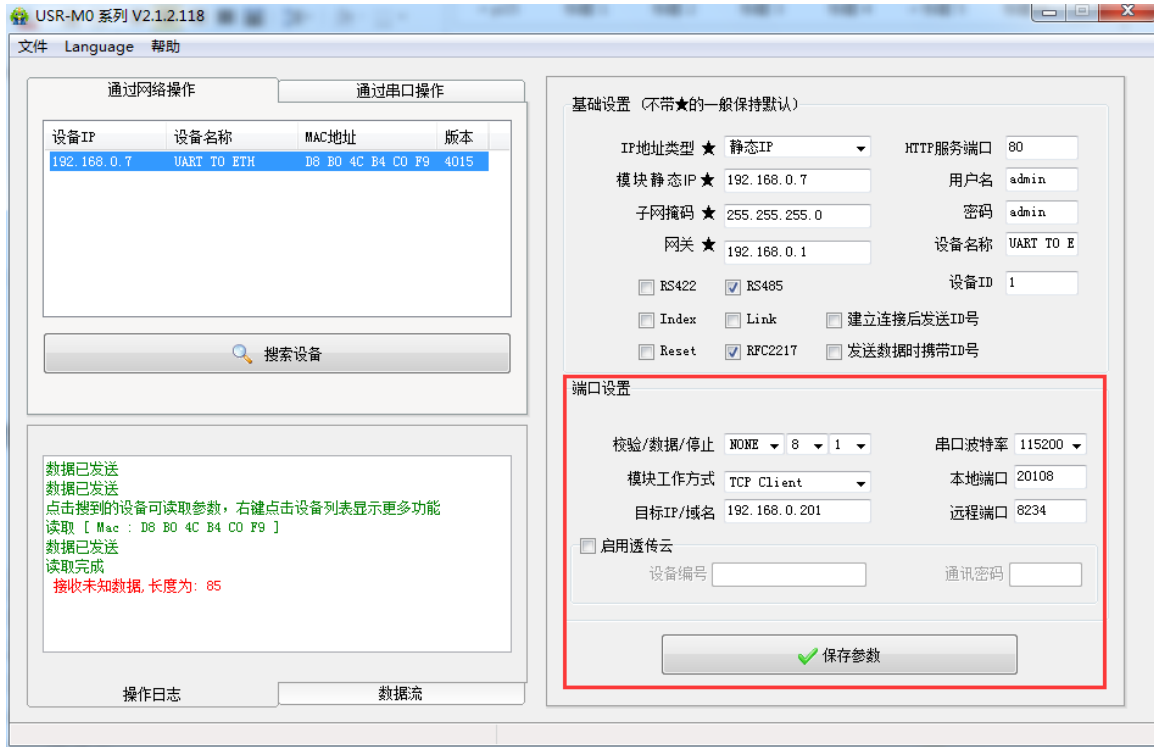 USR-M0 系列 V2.1.2.118
文件 Language 帮助
通过网络操作 通过串口操作
设备IP 设备名称 MAC地址 版本
192.168.0.7 UART TO ETH D8 B0 4C B4 C0 F9 4015
搜索设备
数据已发送
数据已发送
点击搜到的设备可读取参数，右键点击设备列表显示更多功能
读取 [ Mac : D8 B0 4C B4 C0 F9 ]
数据已发送
读取完成
接收未知数据,长度为: 85
操作日志 数据流
基础设置 (不带★的一般保持默认)
IP地址类型 ★ 静态IP HTTP服务端口 80
模块静态IP★ 192.168.0.7 用户名 admin
子网掩码 ★ 255.255.255.0 密码 admin
网关 ★ 192.168.0.1 设备名称 UART TO E
RS422 RS485 设备ID 1
Index Link 建立连接后发送ID号
Reset RFC2217 发送数据时携带ID号
端口设置
校验/数据/停止 NONE 8 1 串口波特率 115200
模块工作方式 TCP Client 本地端口 20108
目标IP/域名 192.168.0.201 远程端口 8234
启用透传云
设备编号 通讯密码
保存参数